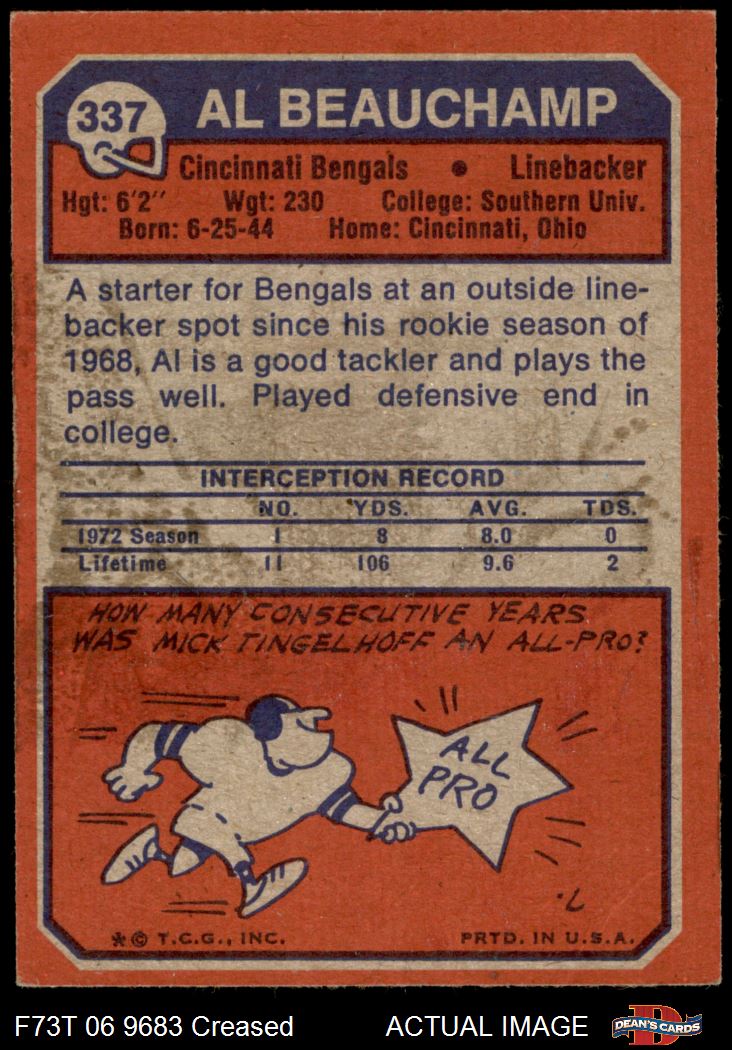 337 AL BEAUCHAMP
Cincinnati Bengals • Linebacker
Hgt: 6'2" Wgt: 230 College: Southern Univ.
Born: 6-25-44 Home: Cincinnati, Ohio
A starter for Bengals at an outside line-
backer spot since his rookie season of
1968, Al is a good tackler and plays the
pass well. Played defensive end in
college.
INTERCEPTION RECORD
NO. YDS. AVG. TDS.
1972 Season 1 8 8.0 0
Lifetime 11 106 9.6 2
HOW MANY CONSECUTIVE YEARS
WAS MICK TINGELHOFF AN ALL-PRO?
ALL
PRO
* © T.C.G., INC. PRTD. IN U.S.A.
F73T 06 9683 Creased ACTUAL IMAGE D DEAN'S CARDS